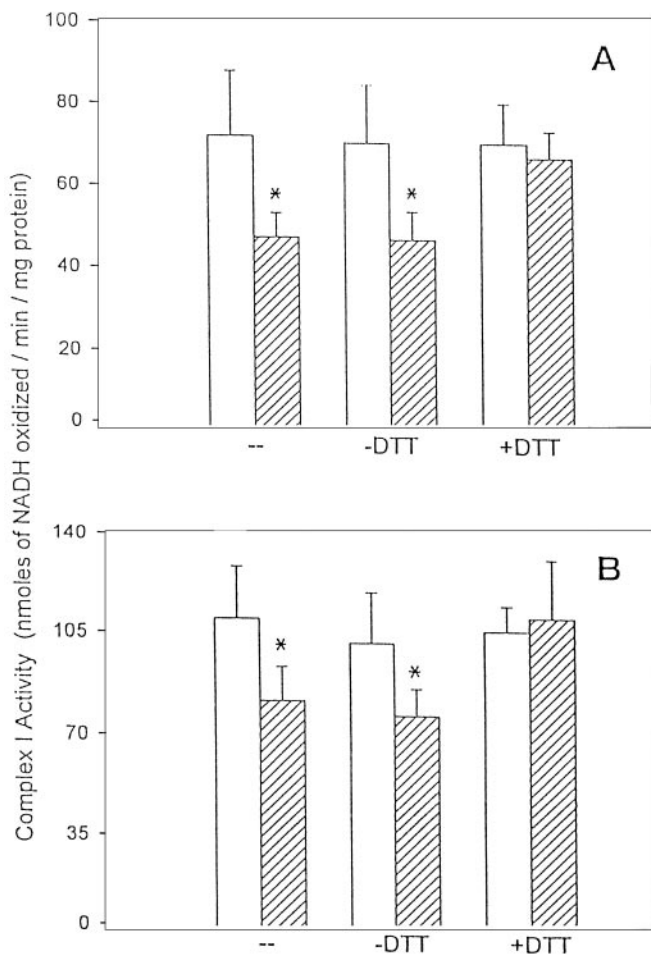 Complex I Activity (nmoles of NADH oxidized / min / mg protein)
A
100
80
60
40
20
0
*
*
--
-DTT
+DTT
B
140
105
70
35
0
*
*
--
-DTT
+DTT